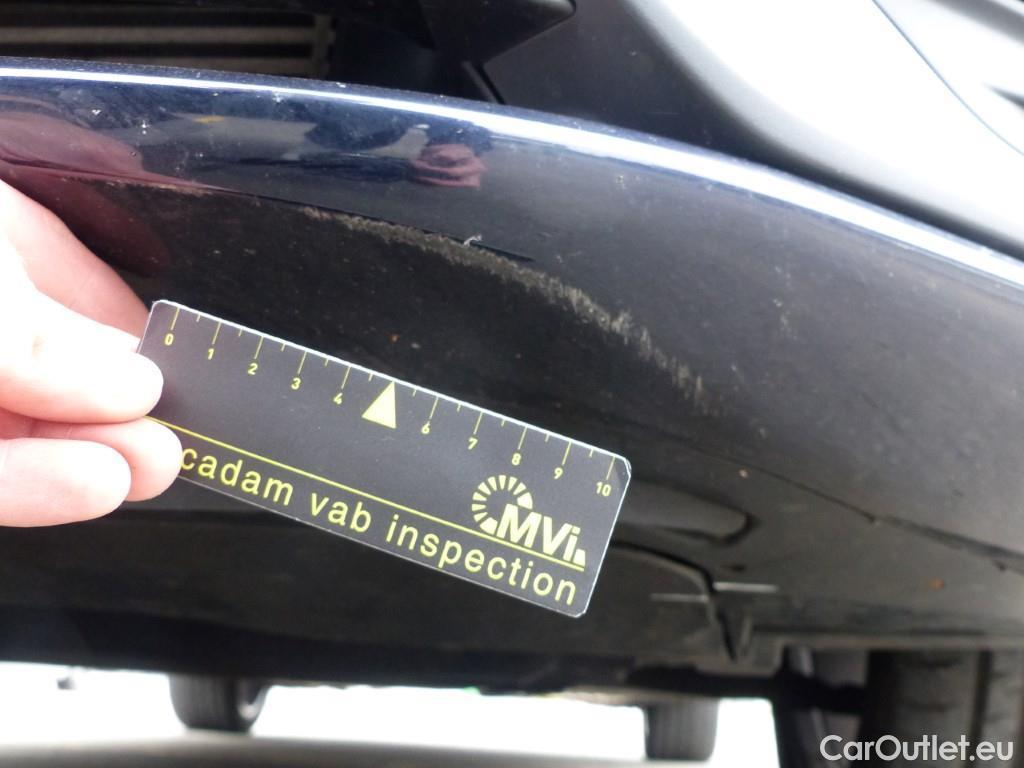 0 1 2 3 4 6 7 8 9 10
MVi
cadam vab inspection
CarOutlet.eu